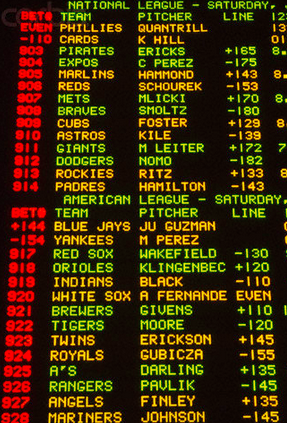 NATIONAL LEAGUE - SATURDAY,
BETS TEAM PITCHER LINE
EVEN PHILLIES QUANTRILL
-110 CARDS K HILL
903 PIRATES ERICKS +165 8
904 EXPOS C PEREZ -175
905 MARLINS HAMMOND +143 8
906 REDS SCHOUREK -153
907 METS MLICKI +170 8
908 BRAVES SMOLTZ -180
909 CUBS FOSTER +129 8
910 ASTROS KILE -139
911 GIANTS M LEITER +172 7
912 DODGERS NOMO -182
913 ROCKIES RITZ +133 8
914 PADRES HAMILTON -143
AMERICAN LEAGUE - SATURDAY,
BETS TEAM PITCHER LINE
+144 BLUE JAYS JU GUZMAN
-154 YANKEES M PEREZ
917 RED SOX WAKEFIELD -130
918 ORIOLES KLINGENBEC +120
919 INDIANS BLACK -110
920 WHITE SOX A FERNANDE EVEN
921 BREWERS GIVENS +110
922 TIGERS MOORE -120
923 TWINS ERICKSON +145
924 ROYALS GUBICZA -155
925 A'S DARLING +135
926 RANGERS PAVLIK -145
927 ANGELS FINLEY +135
928 MARINERS JOHNSON -145